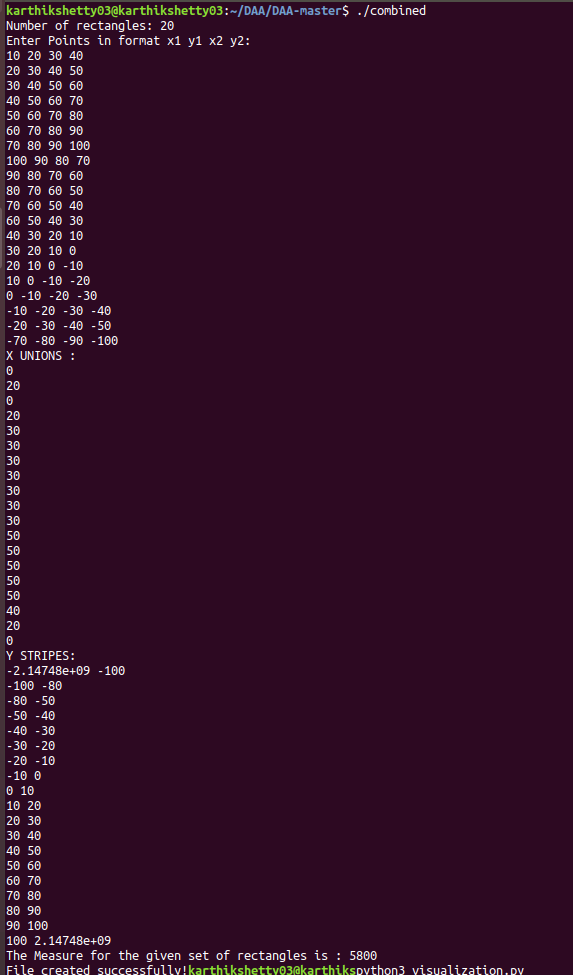 karthikshetty03@karthikshetty03:~/DAA/DAA-master$ ./combined
Number of rectangles: 20
Enter Points in format x1 y1 x2 y2:
10 20 30 40
20 30 40 50
30 40 50 60
40 50 60 70
50 60 70 80
60 70 80 90
70 80 90 100
100 90 80 70
90 80 70 60
80 70 60 50
70 60 50 40
60 50 40 30
40 30 20 10
30 20 10 0
20 10 0 -10
10 0 -10 -20
0 -10 -20 -30
-10 -20 -30 -40
-20 -30 -40 -50
-70 -80 -90 -100
X UNIONS :
0
20
0
20
30
30
30
30
30
30
30
50
50
50
50
50
40
20
0
Y STRIPES:
-2.14748e+09 -100
-100 -80
-80 -50
-50 -40
-40 -30
-30 -20
-20 -10
-10 0
0 10
10 20
20 30
30 40
40 50
50 60
60 70
70 80
80 90
90 100
100 2.14748e+09
The Measure for the given set of rectangles is : 5800
File created successfully!karthikshetty03@karthikspython3 visualization.py